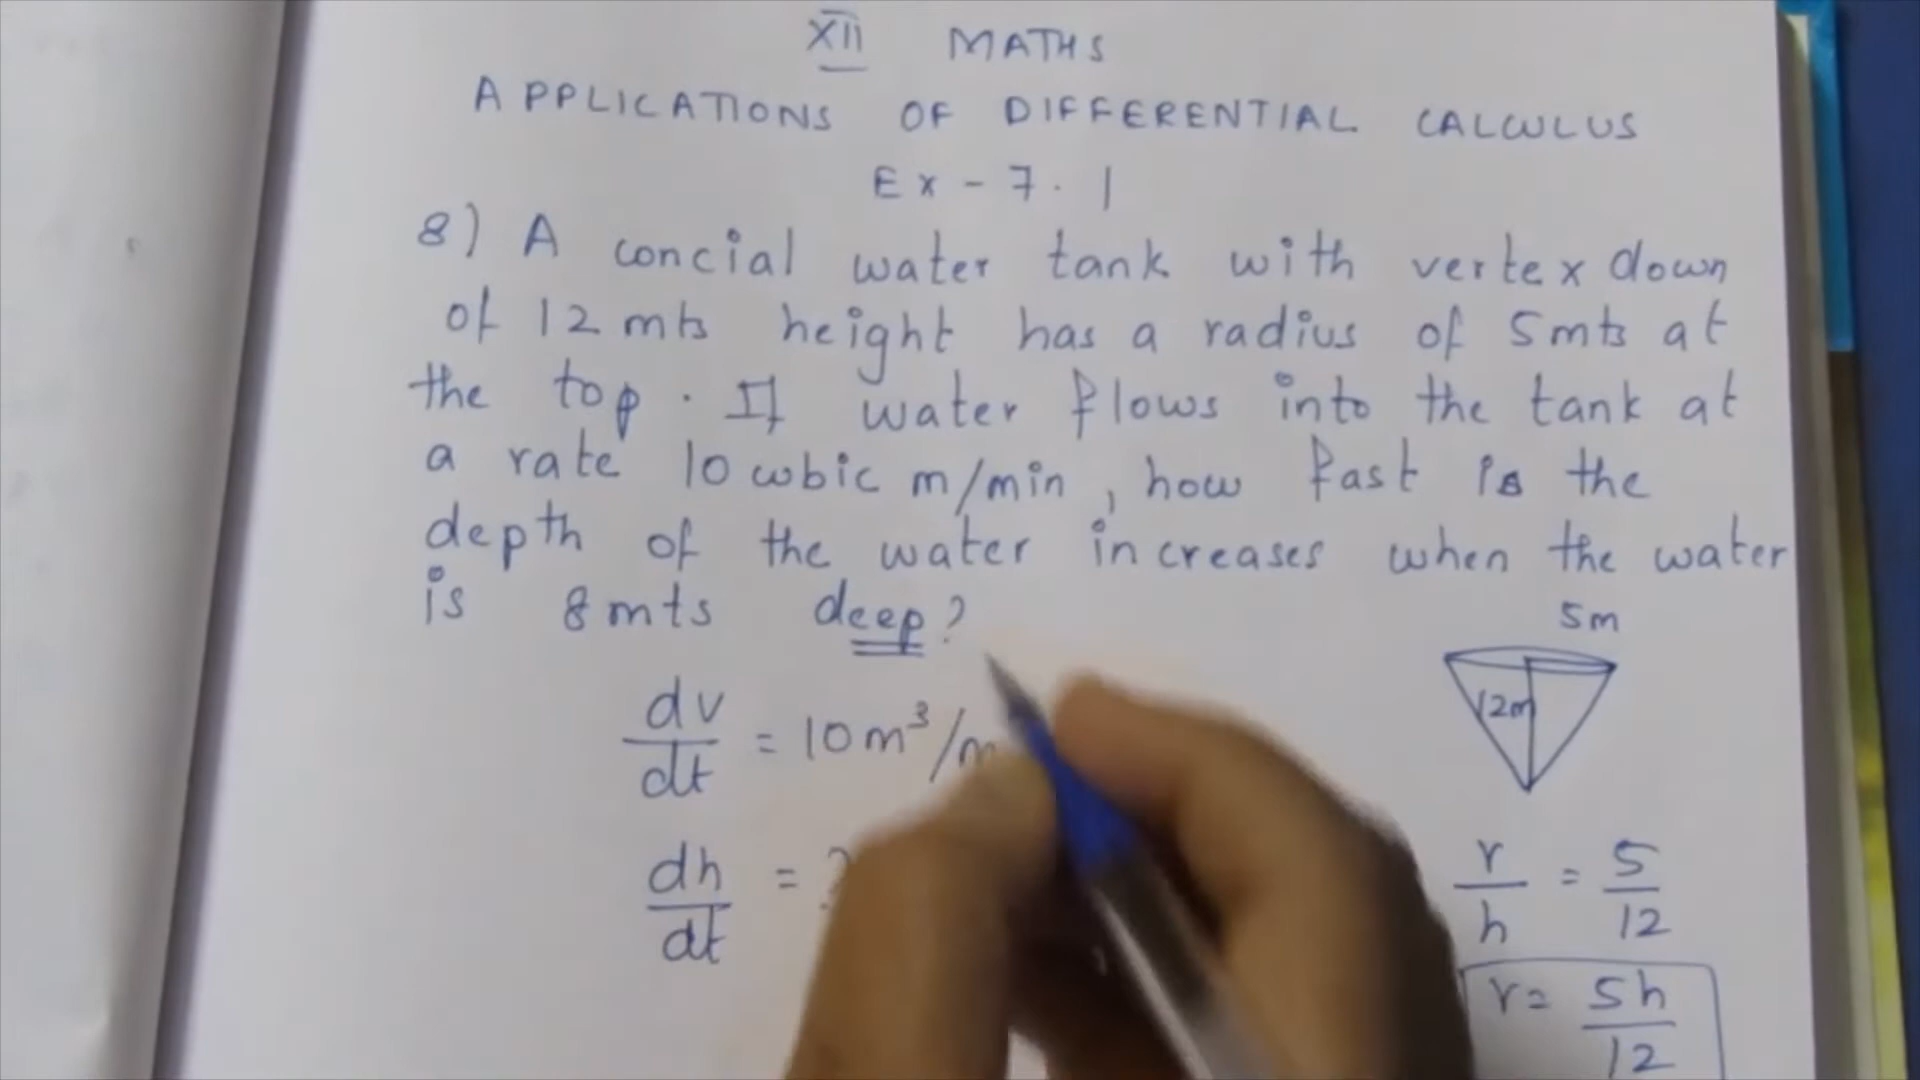 XII MATHS
APPLICATIONS OF DIFFERENTIAL CALCULUS
Ex - 7.1
8) A concial water tank with vertex down
of 12 mts height has a radius of 5mts at
the top. If water flows into the tank at
a rate 10 cubic m/min, how fast is the
depth of the water increases when the water
is 8mts deep?
5m
12m
dv/dt = 10m³/m
dh/dt = ?
r/h = 5/12
r = 5h/12